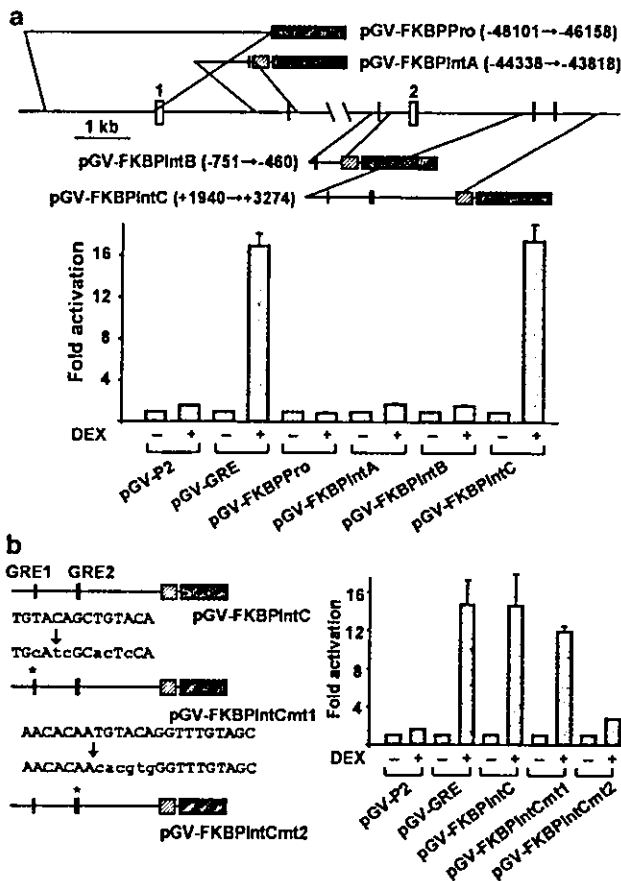 a
pGV-FKBPPro (-48101→-46158)
pGV-FKBPIntA (-44338→-43818)
1
2
1 kb
pGV-FKBPIntB (-751→-460)
pGV-FKBPIntC (+1940→+3274)
Fold activation
16
12
8
4
DEX − + − + − + − + − + − +
pGV-P2
pGV-GRE
pGV-FKBPPro
pGV-FKBPIntA
pGV-FKBPIntB
pGV-FKBPIntC
b
GRE1 GRE2
pGV-FKBPIntC
TGTACAGCTGTACA
↓
TGcAtcGCacTcCA
*
pGV-FKBPIntCmt1
AACACAATGTACAGGTTTGTAGC
↓
AACACAAcacgtgGGTTTGTAGC
*
pGV-FKBPIntCmt2
Fold activation
16
12
8
4
DEX − + − + − + − + − +
pGV-P2
pGV-GRE
pGV-FKBPIntC
pGV-FKBPIntCmt1
pGV-FKBPIntCmt2